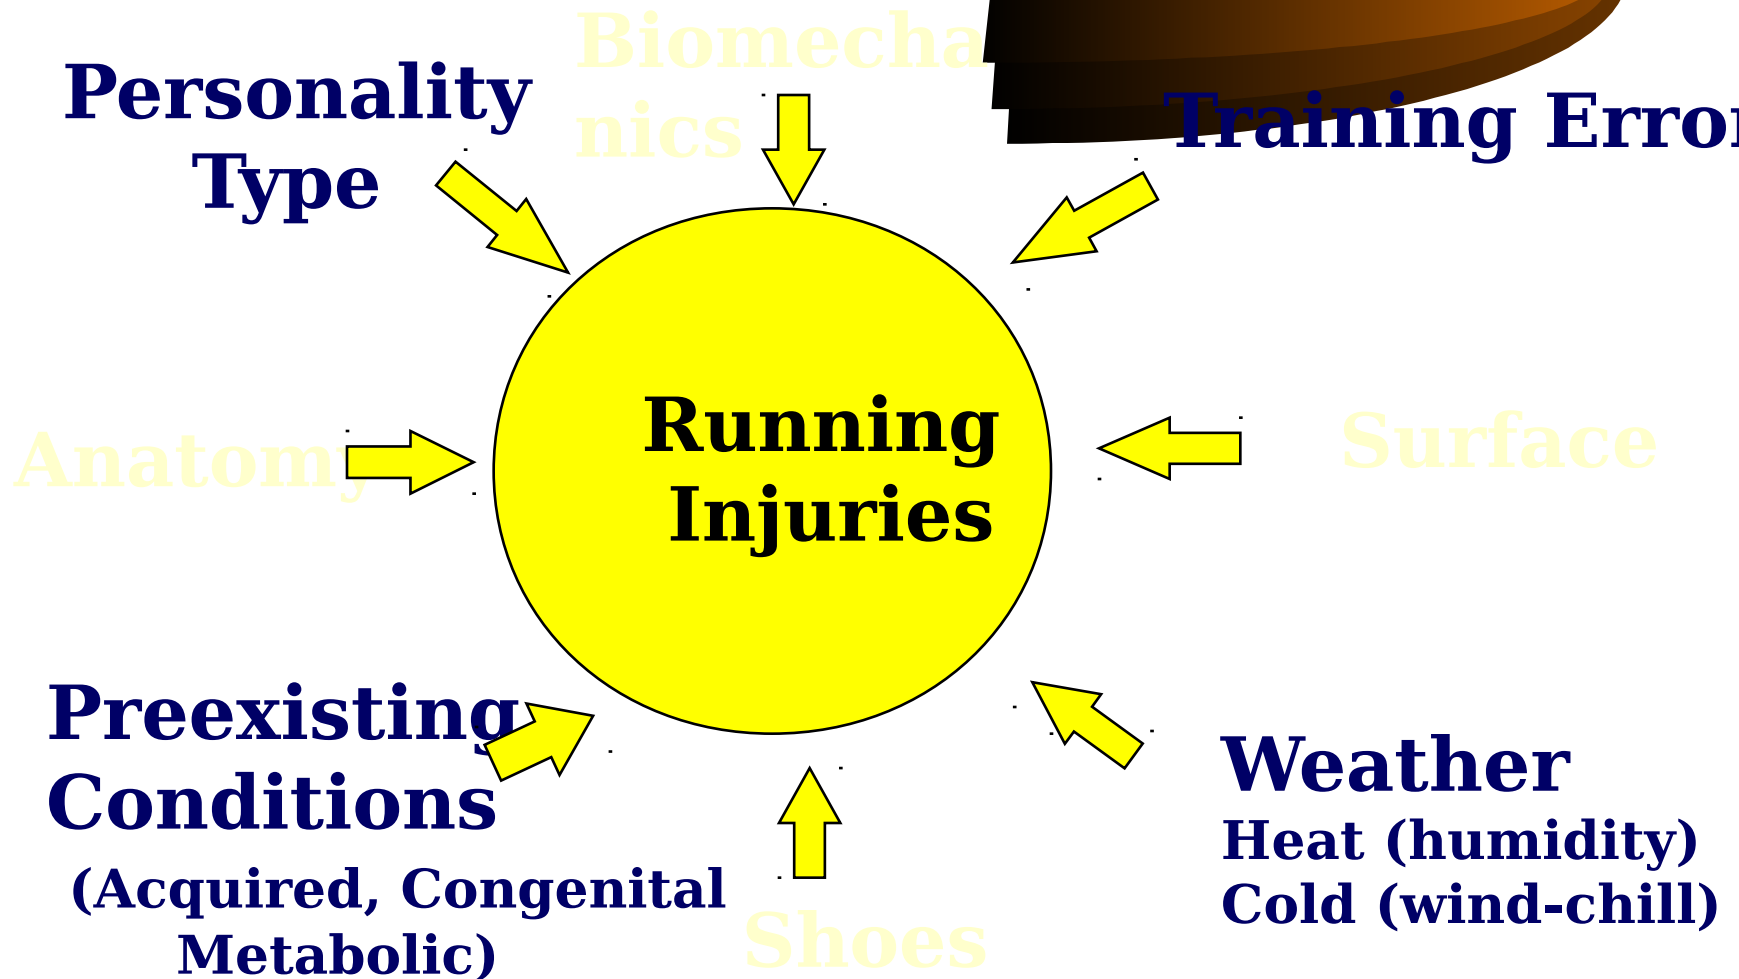 Biomecha
nics
Personality
Type
Training Error
Running
Injuries
Anatomy
Surface
Preexisting
Conditions
(Acquired, Congenital
Metabolic)
Weather
Heat (humidity)
Cold (wind-chill)
Shoes